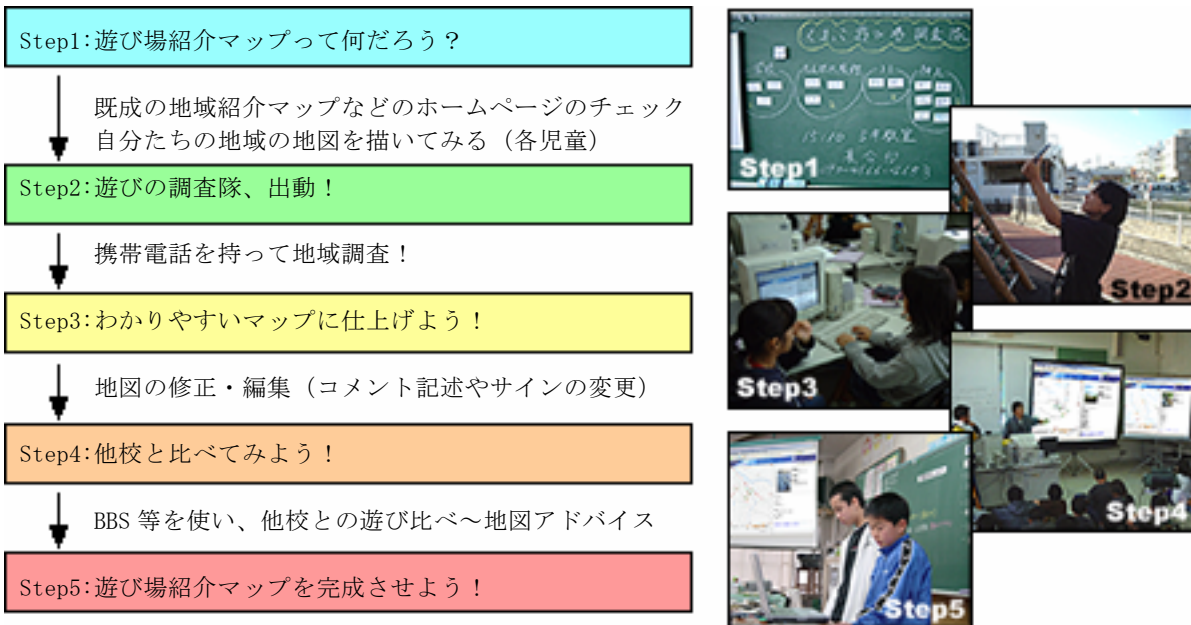 Step1:遊び場紹介マップって何だろう？
既成の地域紹介マップなどのホームページのチェック
自分たちの地域の地図を描いてみる（各児童）
Step2:遊びの調査隊、出動！
携帯電話を持って地域調査！
Step3:わかりやすいマップに仕上げよう！
地図の修正・編集（コメント記述やサインの変更）
Step4:他校と比べてみよう！
BBS 等を使い、他校との遊び比べ～地図アドバイス
Step5:遊び場紹介マップを完成させよう！
Step1
Step2
Step3
Step4
Step5